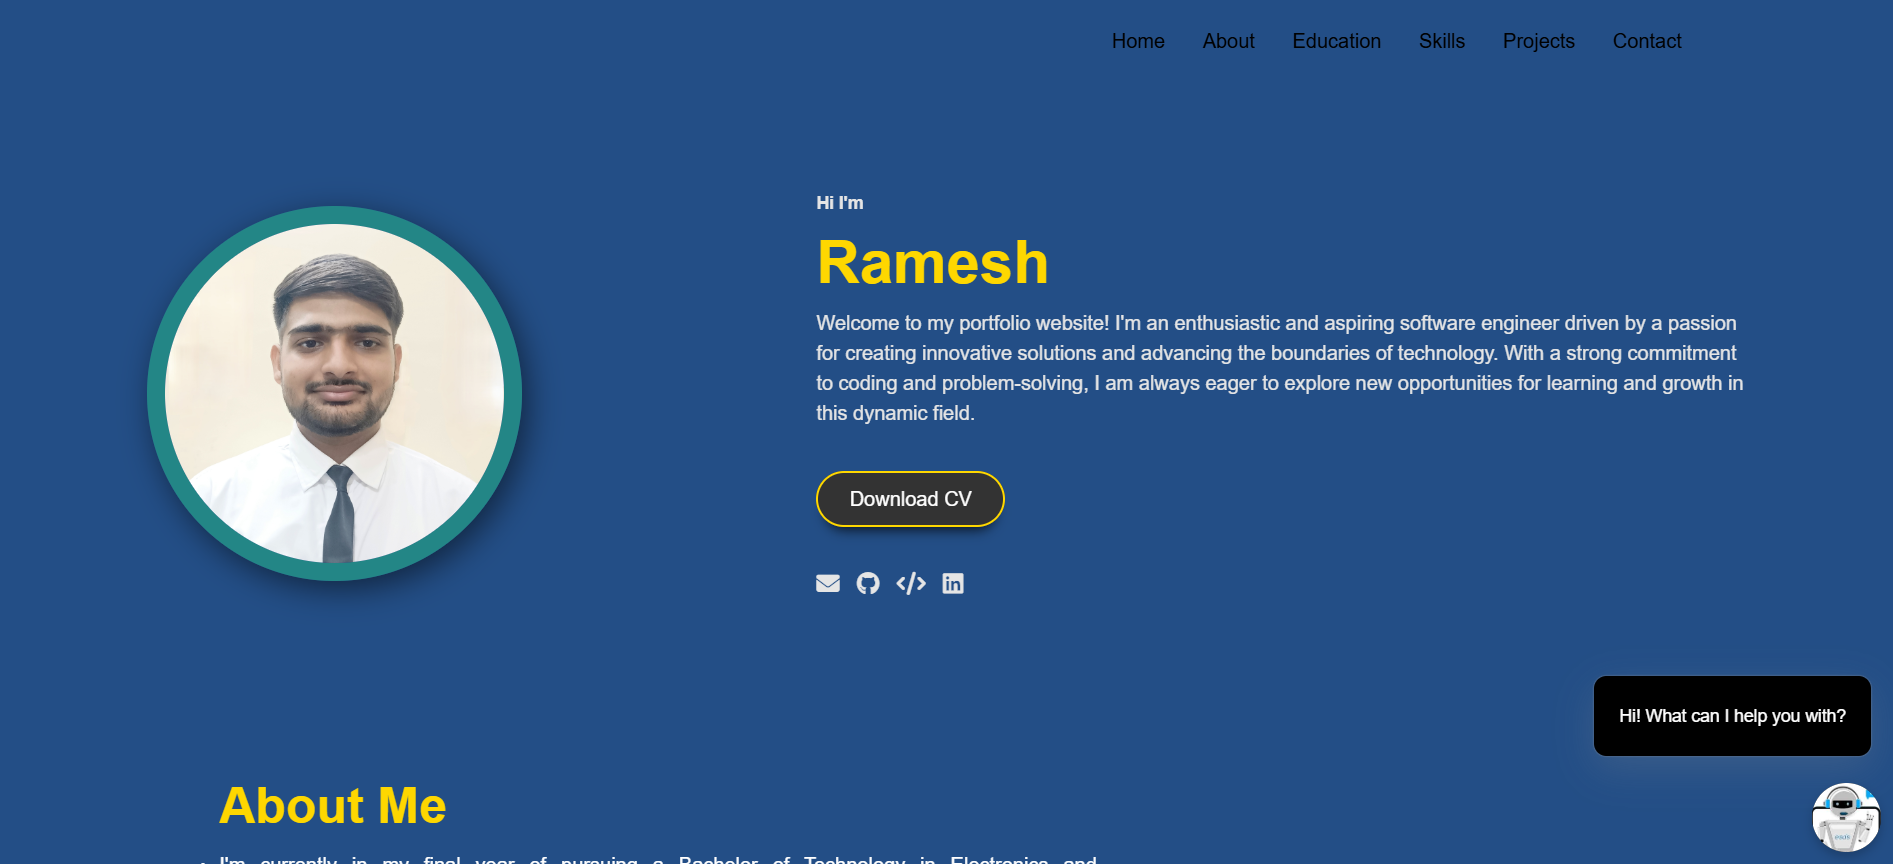 Home About Education Skills Projects Contact
Hi I'm
Ramesh
Welcome to my portfolio website! I'm an enthusiastic and aspiring software engineer driven by a passion
for creating innovative solutions and advancing the boundaries of technology. With a strong commitment
to coding and problem-solving, I am always eager to explore new opportunities for learning and growth in
this dynamic field.
Download CV
Hi! What can I help you with?
About Me
I'm currently in my final year of pursuing a Bachelor of Technology in Electronics and